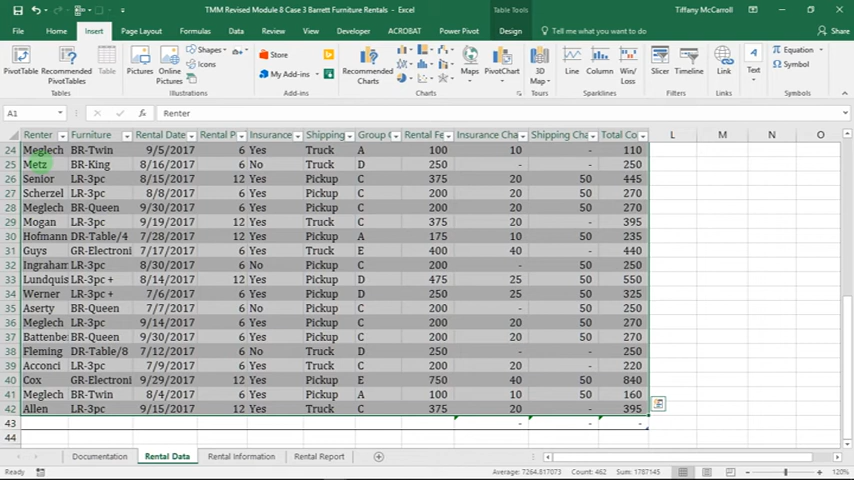 TMM Revised Module 8 Case 3 Barrett Furniture Rentals - Excel
Table Tools
Tiffany McCarroll
File Home Insert Page Layout Formulas Data Review View Developer ACROBAT Power Pivot Design Tell me what you want to do Share
PivotTable
Recommended PivotTables
Table
Pictures
Online Pictures
Shapes
Icons
Store
My Add-ins
Recommended Charts
Maps
PivotChart
3D Map
Line
Column
Win/ Loss
Slicer
Timeline
Link
Text
Equation
Symbol
Tables
Illustrations
Add-ins
Charts
Tours
Sparklines
Filters
Links
Symbols
A1 fx Renter
Renter Furniture Rental Date Rental P Insurance Shipping Group C Rental Fe Insurance Cha Shipping Cha Total Co L M N O
24 Meglech BR-Twin 9/5/2017 6 Yes Truck A 100 10 - 110
25 Metz BR-King 8/16/2017 6 No Truck D 250 - - 250
26 Senior LR-3pc 8/15/2017 12 Yes Pickup C 375 20 50 445
27 Scherzel LR-3pc 8/8/2017 12 Yes Pickup C 375 20 50 445
28 Meglech BR-Queen 9/30/2017 6 Yes Pickup C 200 20 50 270
29 Mogan LR-3pc 9/19/2017 12 Yes Truck C 375 20 - 395
30 Hofmann DR-Table/4 7/28/2017 12 Yes Pickup A 175 10 50 235
31 Guys GR-Electroni 7/17/2017 6 Yes Truck E 400 40 - 440
32 Ingraham LR-3pc 8/30/2017 6 No Pickup C 200 - 50 250
33 Lundquis LR-3pc + 8/14/2017 12 Yes Pickup D 475 25 50 550
34 Werner LR-3pc + 7/6/2017 6 Yes Pickup D 250 25 50 325
35 Aserty BR-Queen 7/7/2017 6 No Pickup C 200 - 50 250
36 Meglech LR-3pc 9/14/2017 6 Yes Pickup C 200 20 50 270
37 Battenbe BR-Queen 9/30/2017 6 Yes Pickup C 200 20 50 270
38 Fleming DR-Table/8 7/12/2017 6 No Truck D 250 - - 250
39 Acconci LR-3pc 9/29/2017 6 Yes Truck C 200 20 - 220
40 Cox GR-Electroni 9/29/2017 12 Yes Pickup E 750 40 50 840
41 Meglech BR-Twin 8/4/2017 6 Yes Pickup A 100 10 50 160
42 Allen LR-3pc 9/15/2017 12 Yes Truck C 375 20 - 395
43 - - -
44
Documentation Rental Data Rental Information Rental Report
Ready Average: 7264.817073 Count: 462 Sum: 1787145 120%